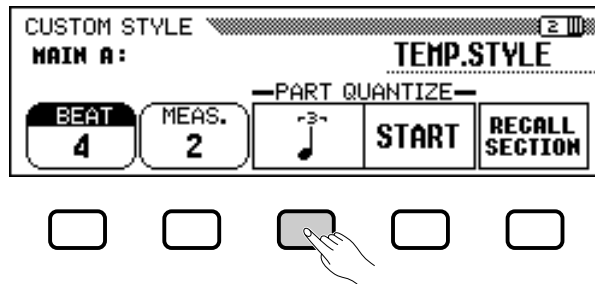 CUSTOM STYLE 2
MAIN A: TEMP.STYLE
PART QUANTIZE
BEAT MEAS. 3
4 2 START RECALL SECTION